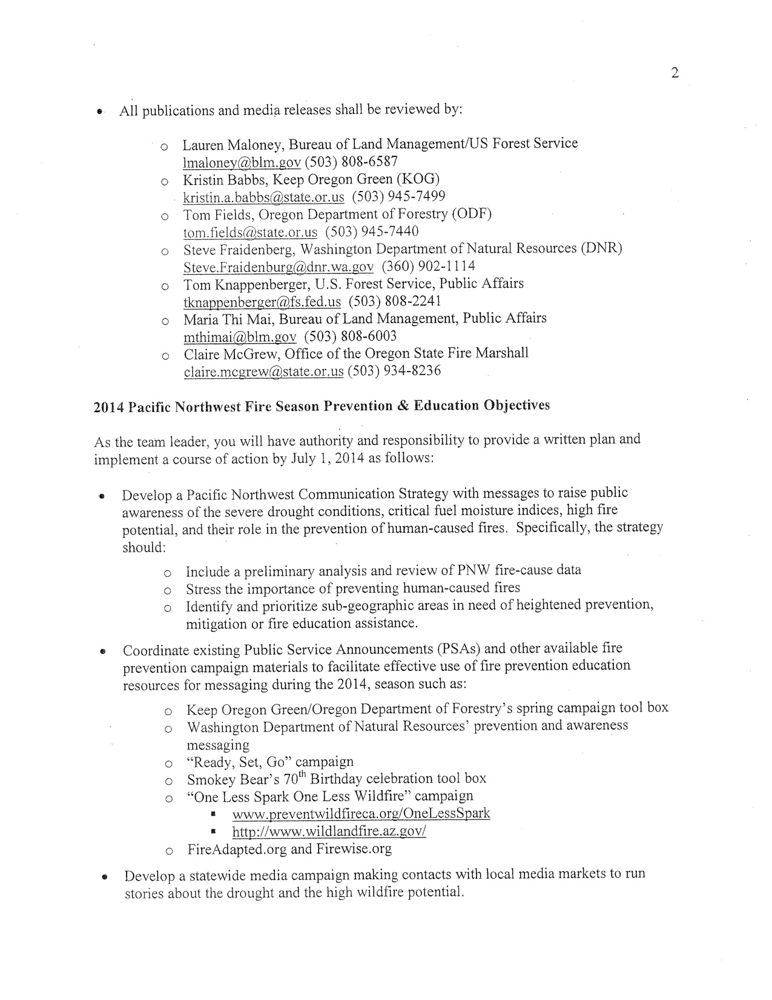 2
• All publications and media releases shall be reviewed by:
o Lauren Maloney, Bureau of Land Management/US Forest Service
lmaloney@blm.gov (503) 808-6587
o Kristin Babbs, Keep Oregon Green (KOG)
kristin.a.babbs@state.or.us (503) 945-7499
o Tom Fields, Oregon Department of Forestry (ODF)
tom.fields@state.or.us (503) 945-7440
o Steve Fraidenberg, Washington Department of Natural Resources (DNR)
Steve.Fraidenburg@dnr.wa.gov (360) 902-1114
o Tom Knappenberger, U.S. Forest Service, Public Affairs
tknappenberger@fs.fed.us (503) 808-2241
o Maria Thi Mai, Bureau of Land Management, Public Affairs
mthimai@blm.gov (503) 808-6003
o Claire McGrew, Office of the Oregon State Fire Marshall
claire.mcgrew@state.or.us (503) 934-8236
2014 Pacific Northwest Fire Season Prevention & Education Objectives
As the team leader, you will have authority and responsibility to provide a written plan and
implement a course of action by July 1, 2014 as follows:
• Develop a Pacific Northwest Communication Strategy with messages to raise public
awareness of the severe drought conditions, critical fuel moisture indices, high fire
potential, and their role in the prevention of human-caused fires. Specifically, the strategy
should:
o Include a preliminary analysis and review of PNW fire-cause data
o Stress the importance of preventing human-caused fires
o Identify and prioritize sub-geographic areas in need of heightened prevention,
mitigation or fire education assistance.
• Coordinate existing Public Service Announcements (PSAs) and other available fire
prevention campaign materials to facilitate effective use of fire prevention education
resources for messaging during the 2014, season such as:
o Keep Oregon Green/Oregon Department of Forestry's spring campaign tool box
o Washington Department of Natural Resources' prevention and awareness
messaging
o "Ready, Set, Go" campaign
o Smokey Bear's 70th Birthday celebration tool box
o "One Less Spark One Less Wildfire" campaign
▪ www.preventwildfireca.org/OneLessSpark
▪ http://www.wildlandfire.az.gov/
o FireAdapted.org and Firewise.org
• Develop a statewide media campaign making contacts with local media markets to run
stories about the drought and the high wildfire potential.